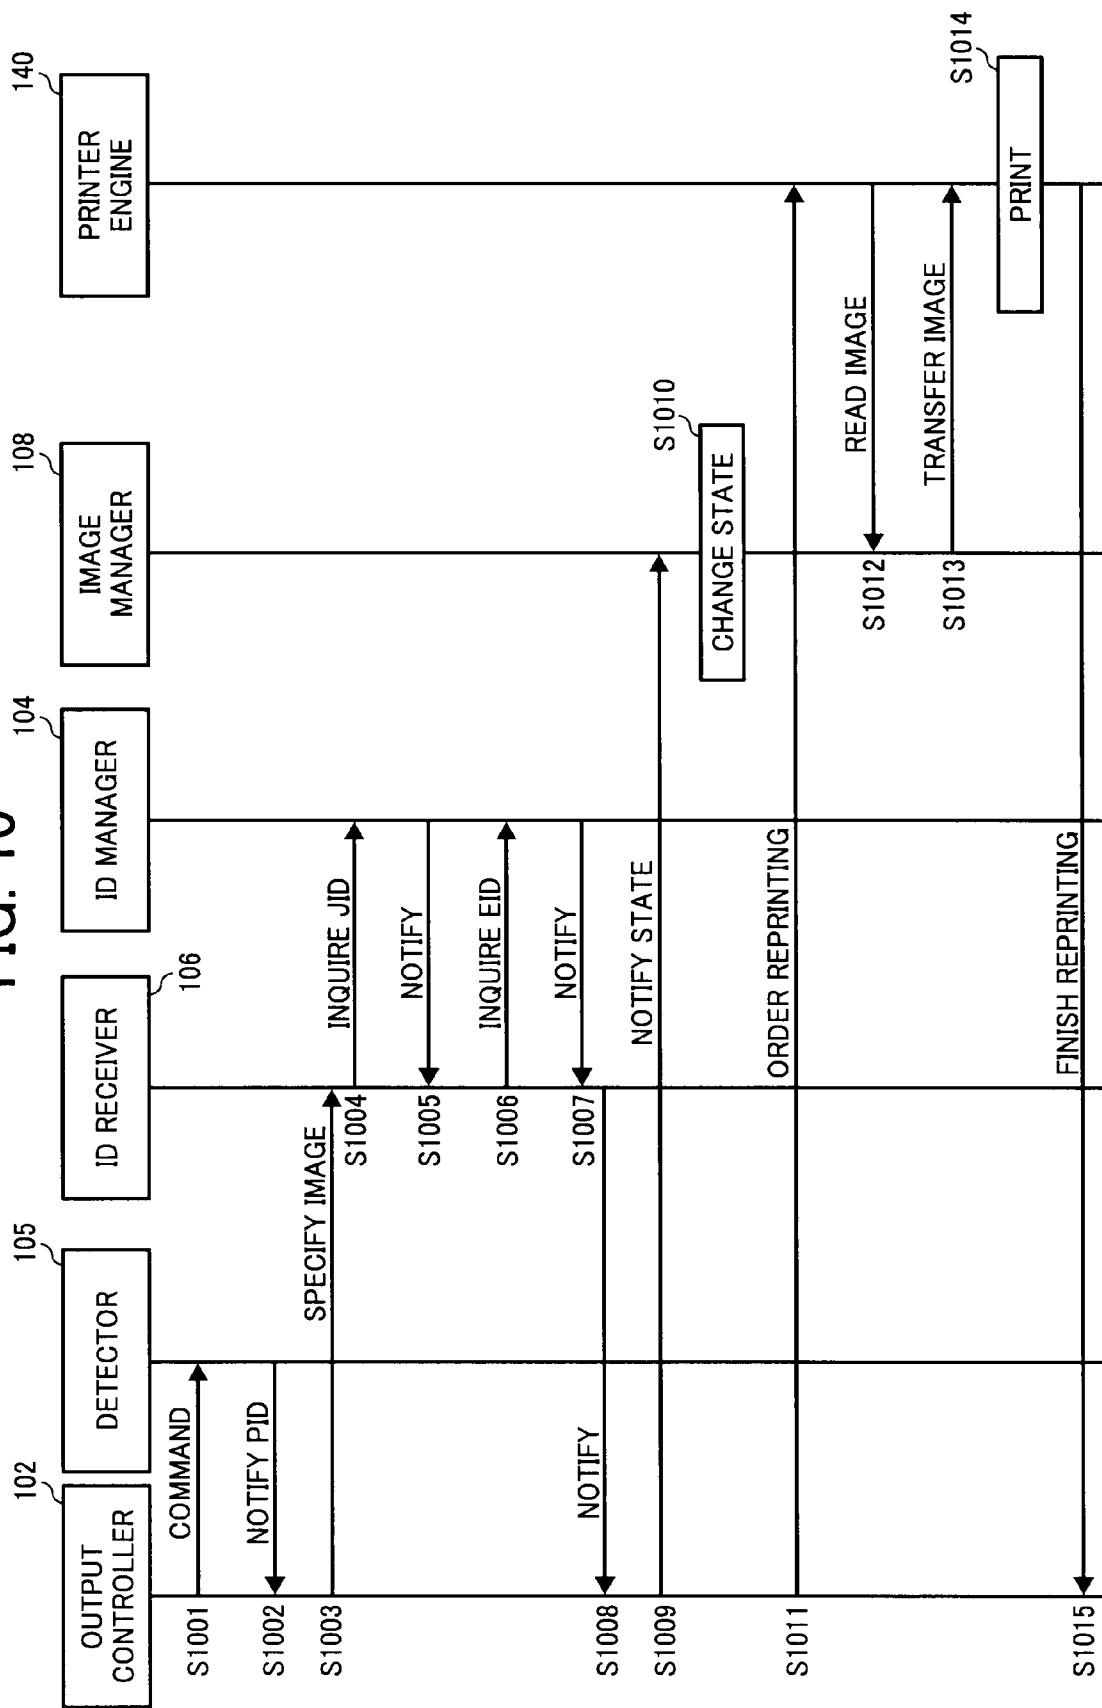 FIG. 10
102
105
106
104
108
140
OUTPUT
CONTROLLER
DETECTOR
ID RECEIVER
ID MANAGER
IMAGE
MANAGER
PRINTER
ENGINE
S1001
COMMAND
S1002
NOTIFY PID
S1003
SPECIFY IMAGE
S1004
INQUIRE JID
S1005
NOTIFY
S1006
INQUIRE EID
S1007
NOTIFY
S1008
NOTIFY
S1009
NOTIFY STATE
S1010
CHANGE STATE
S1011
ORDER REPRINTING
S1012
READ IMAGE
S1013
TRANSFER IMAGE
S1014
PRINT
S1015
FINISH REPRINTING